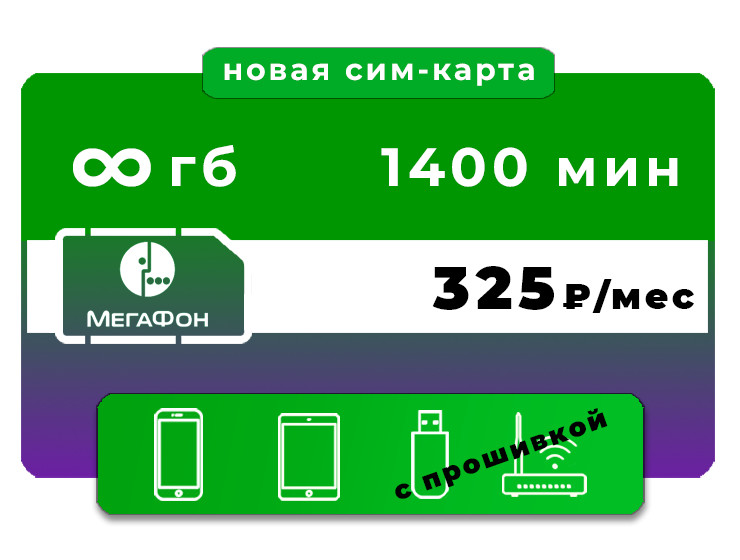 новая сим-карта
∞ гб 1400 мин
МЕГАФОН
325 ₽/мес
с прошивкой